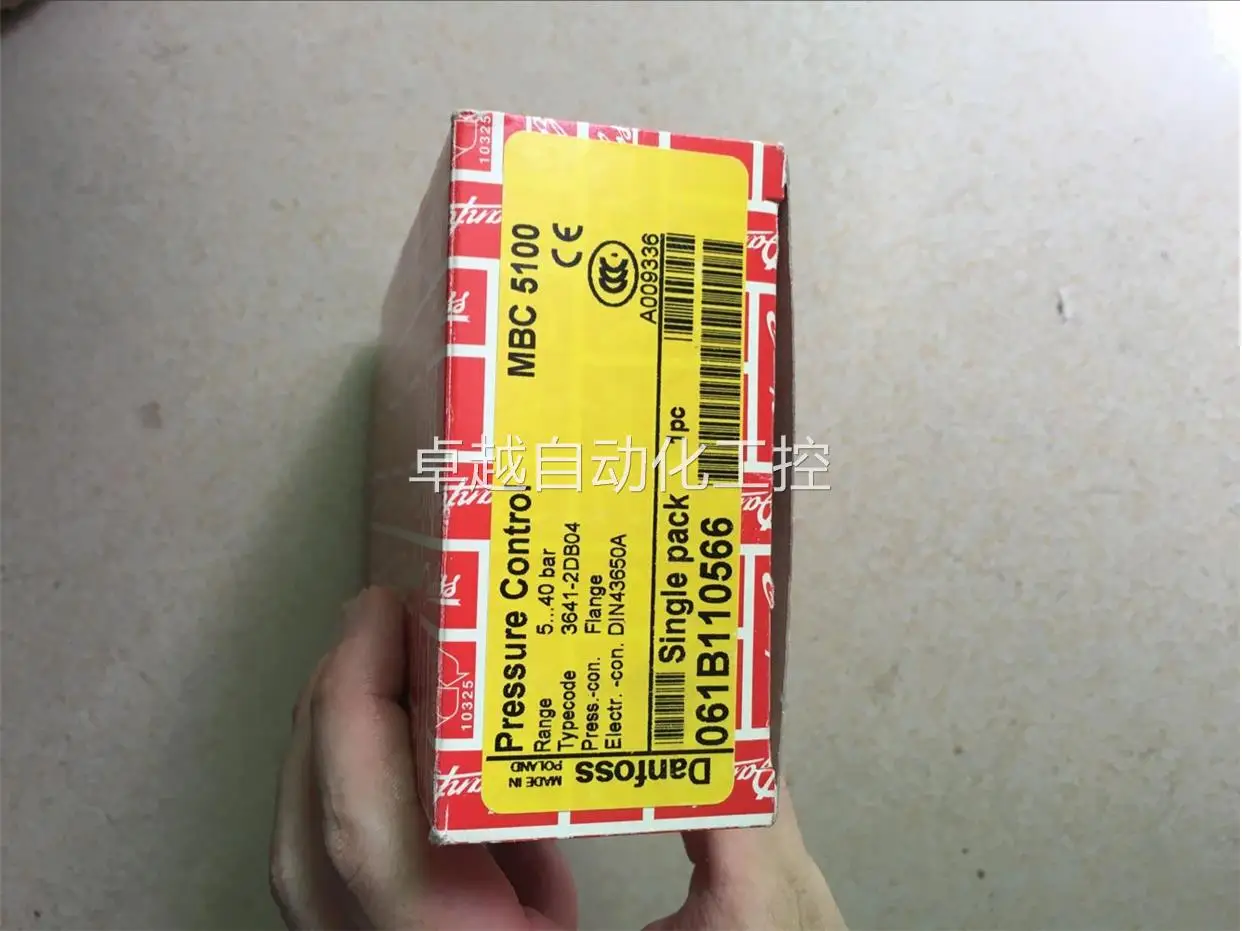 Pressure Control MBC 5100
Range 5...40 bar
Typecode 3641-2DB04
Press.-con. Flange
Electr.-con. DIN43650A
CE
CCC
A009336
Single pack 1pc
061B110566
MADE IN
POLAND
Danfoss
10325
10325
卓越自动化工控